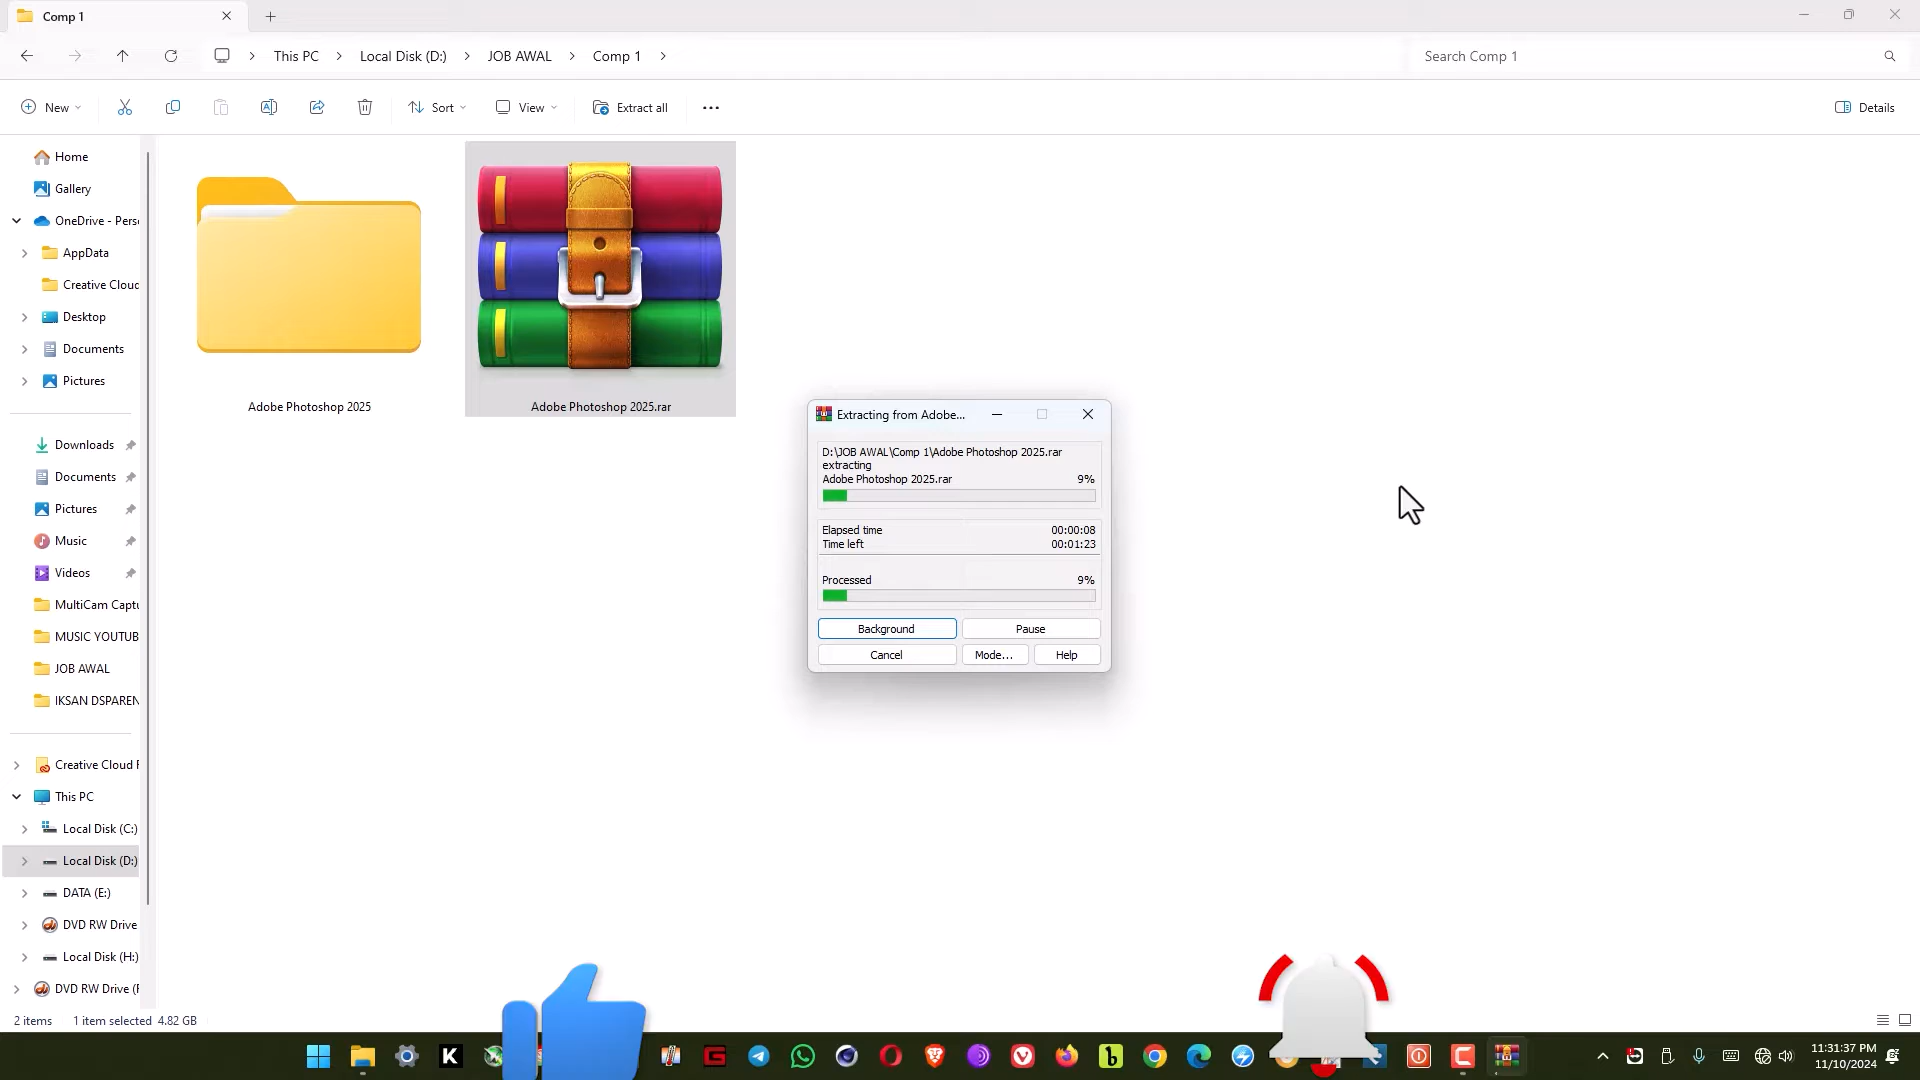 Comp 1
This PC
Local Disk (D:)
JOB AWAL
Comp 1
Search Comp 1
New
Sort
View
Extract all
Details
Home
Gallery
OneDrive - Pers
AppData
Creative Cloud
Desktop
Documents
Pictures
Downloads
Documents
Pictures
Music
Videos
MultiCam Captu
MUSIC YOUTUB
JOB AWAL
IKSAN DSPAREN
Creative Cloud F
This PC
Local Disk (C:)
Local Disk (D:)
DATA (E:)
DVD RW Drive
Local Disk (H:)
DVD RW Drive (F
Adobe Photoshop 2025
Adobe Photoshop 2025.rar
Extracting from Adobe...
D:\JOB AWAL\Comp 1\Adobe Photoshop 2025.rar
extracting
Adobe Photoshop 2025.rar 9%
Elapsed time 00:00:08
Time left 00:01:23
Processed 9%
Background
Pause
Cancel
Mode...
Help
2 items 1 item selected 4.82 GB
11:31:37 PM
11/10/2024